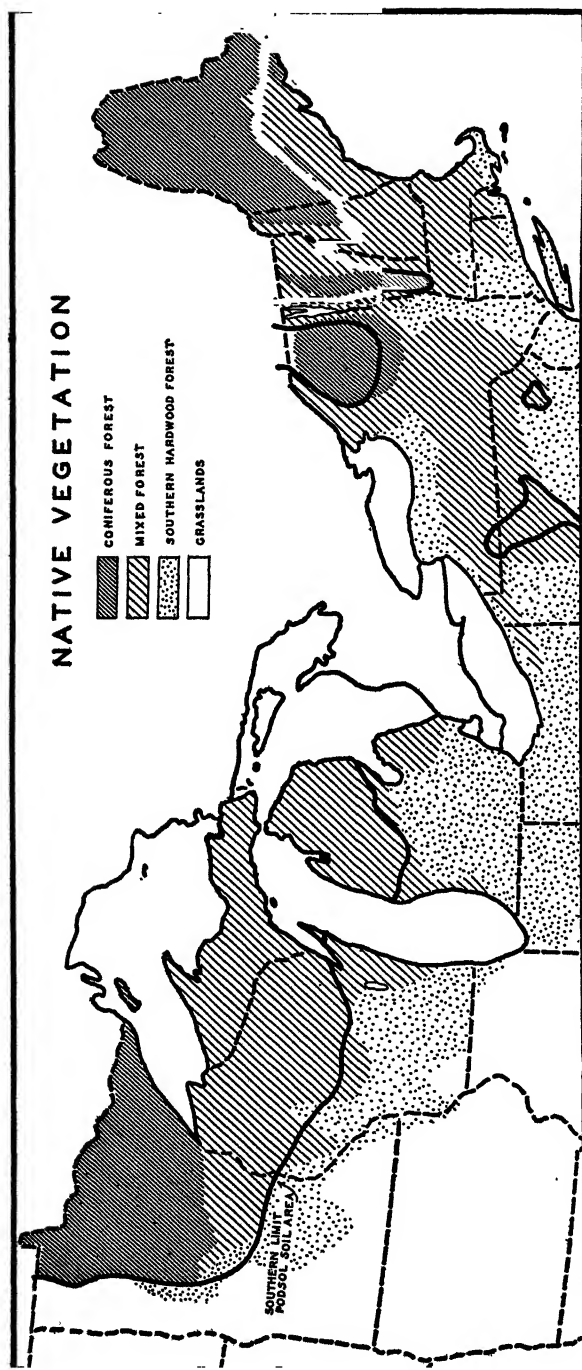 NATIVE VEGETATION
CONIFEROUS FOREST
MIXED FOREST
SOUTHERN HARDWOOD FOREST
GRASSLANDS
SOUTHERN LIMIT
PODSOL SOIL AREA